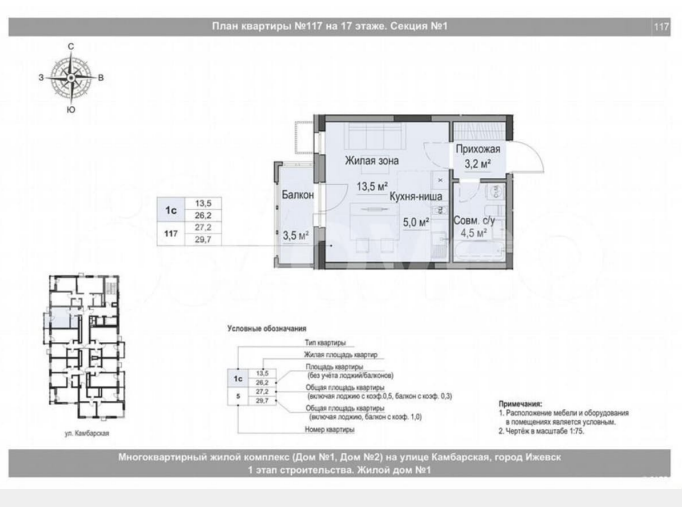 План квартиры №117 на 17 этаже. Секция №1
117
С
З
В
Ю
Жилая зона
13,5 м²
Прихожая
3,2 м²
Кухня-ниша
5,0 м²
Балкон
3,5 м²
Совм. с/у
4,5 м²
1с
13,5
26,2
117
27,2
29,7
ул. Камбарская
Условные обозначения
Тип квартиры
Жилая площадь квартир
Площадь квартиры
(без учёта лоджий/балконов)
Общая площадь квартиры
(включая лоджию с коэф.0,5, балкон с коэф. 0,3)
Общая площадь квартиры
(включая лоджию, балкон с коэф. 1,0)
Номер квартиры
1с
13,5
26,2
5
27,2
29,7
Примечания:
1. Расположение мебели и оборудования
в помещениях является условным.
2. Чертёж в масштабе 1:75.
Многоквартирный жилой комплекс (Дом №1, Дом №2) на улице Камбарская, город Ижевск
1 этап строительства. Жилой дом №1